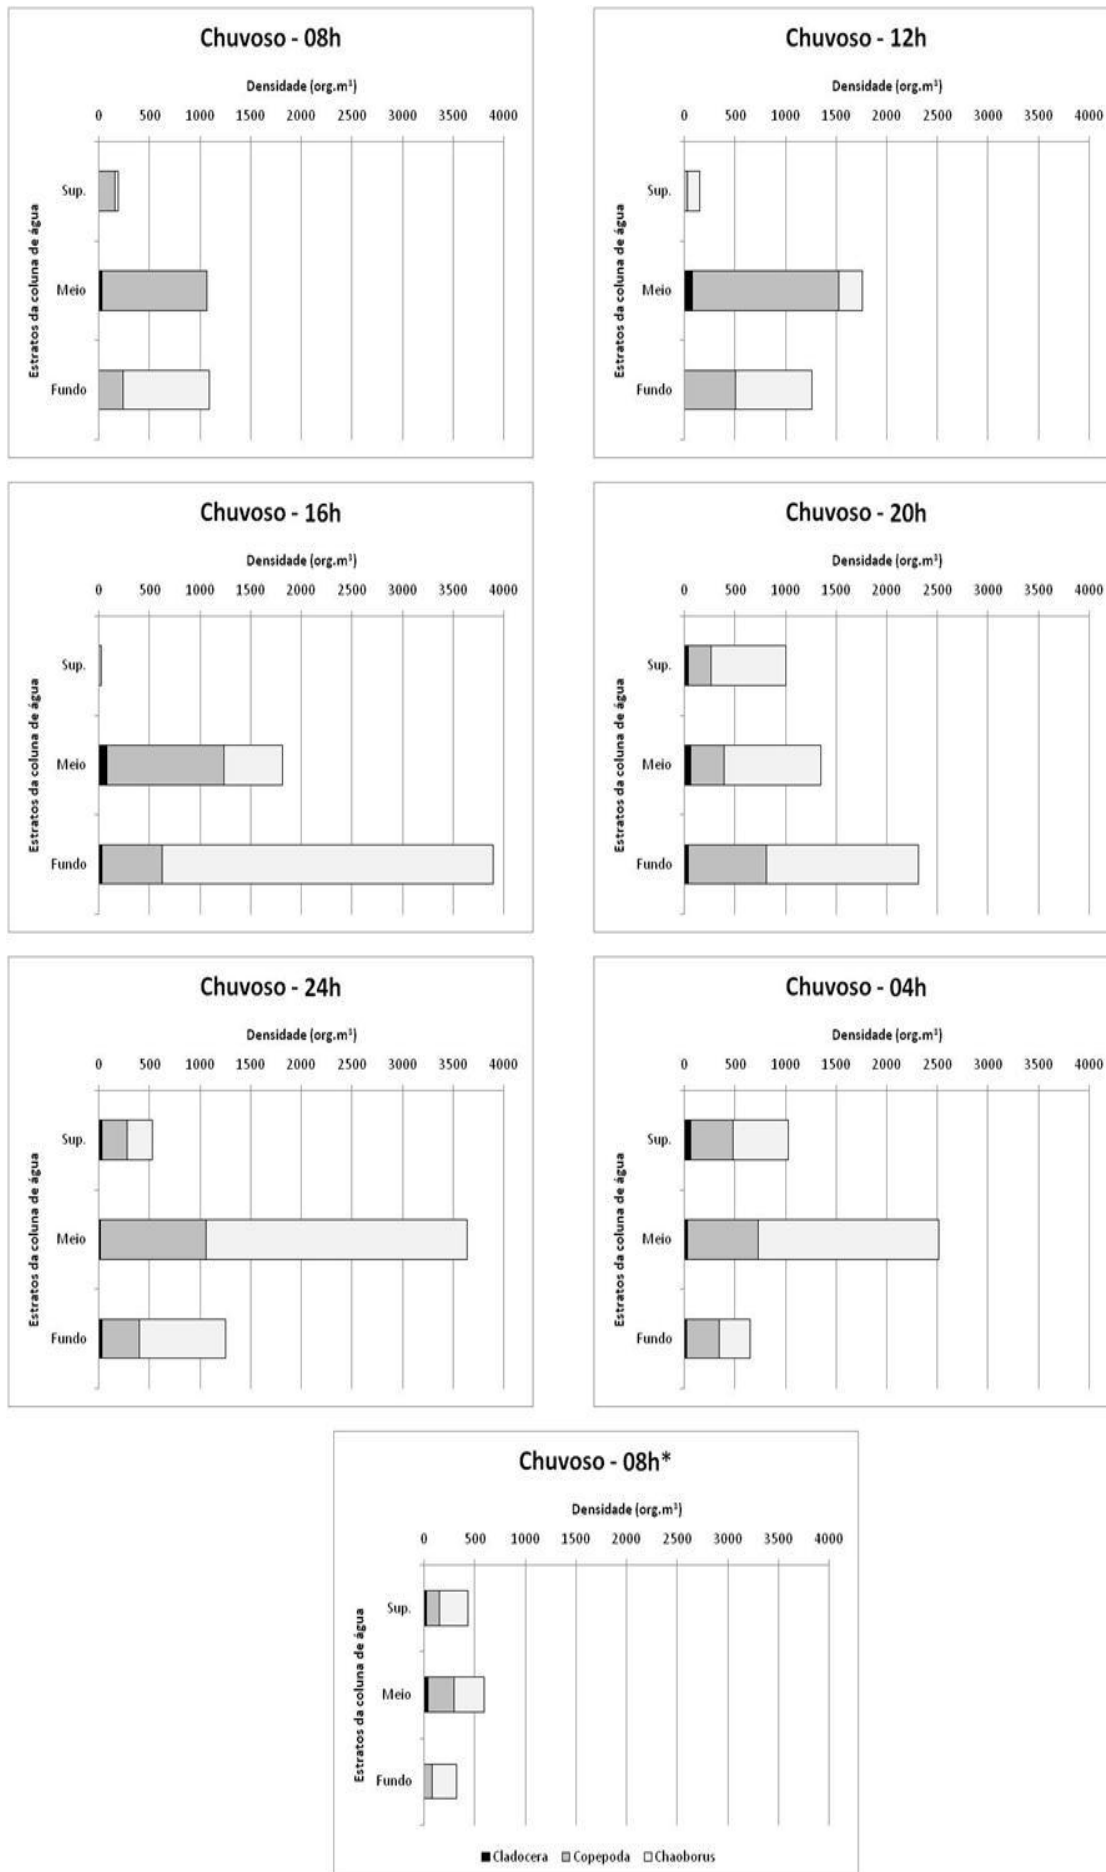 Chuvoso - 08h
Densidade (org.m³)
0 500 1000 1500 2000 2500 3000 3500 4000
Estratos da coluna de água
Sup.
Meio
Fundo
Chuvoso - 12h
Densidade (org.m³)
0 500 1000 1500 2000 2500 3000 3500 4000
Estratos da coluna de água
Sup.
Meio
Fundo
Chuvoso - 16h
Densidade (org.m³)
0 500 1000 1500 2000 2500 3000 3500 4000
Estratos da coluna de água
Sup.
Meio
Fundo
Chuvoso - 20h
Densidade (org.m³)
0 500 1000 1500 2000 2500 3000 3500 4000
Estratos da coluna de água
Sup.
Meio
Fundo
Chuvoso - 24h
Densidade (org.m³)
0 500 1000 1500 2000 2500 3000 3500 4000
Estratos da coluna de água
Sup.
Meio
Fundo
Chuvoso - 04h
Densidade (org.m³)
0 500 1000 1500 2000 2500 3000 3500 4000
Estratos da coluna de água
Sup.
Meio
Fundo
Chuvoso - 08h*
Densidade (org.m³)
0 500 1000 1500 2000 2500 3000 3500 4000
Estratos da coluna de água
Sup.
Meio
Fundo
Cladocera Copepoda Chaoborus